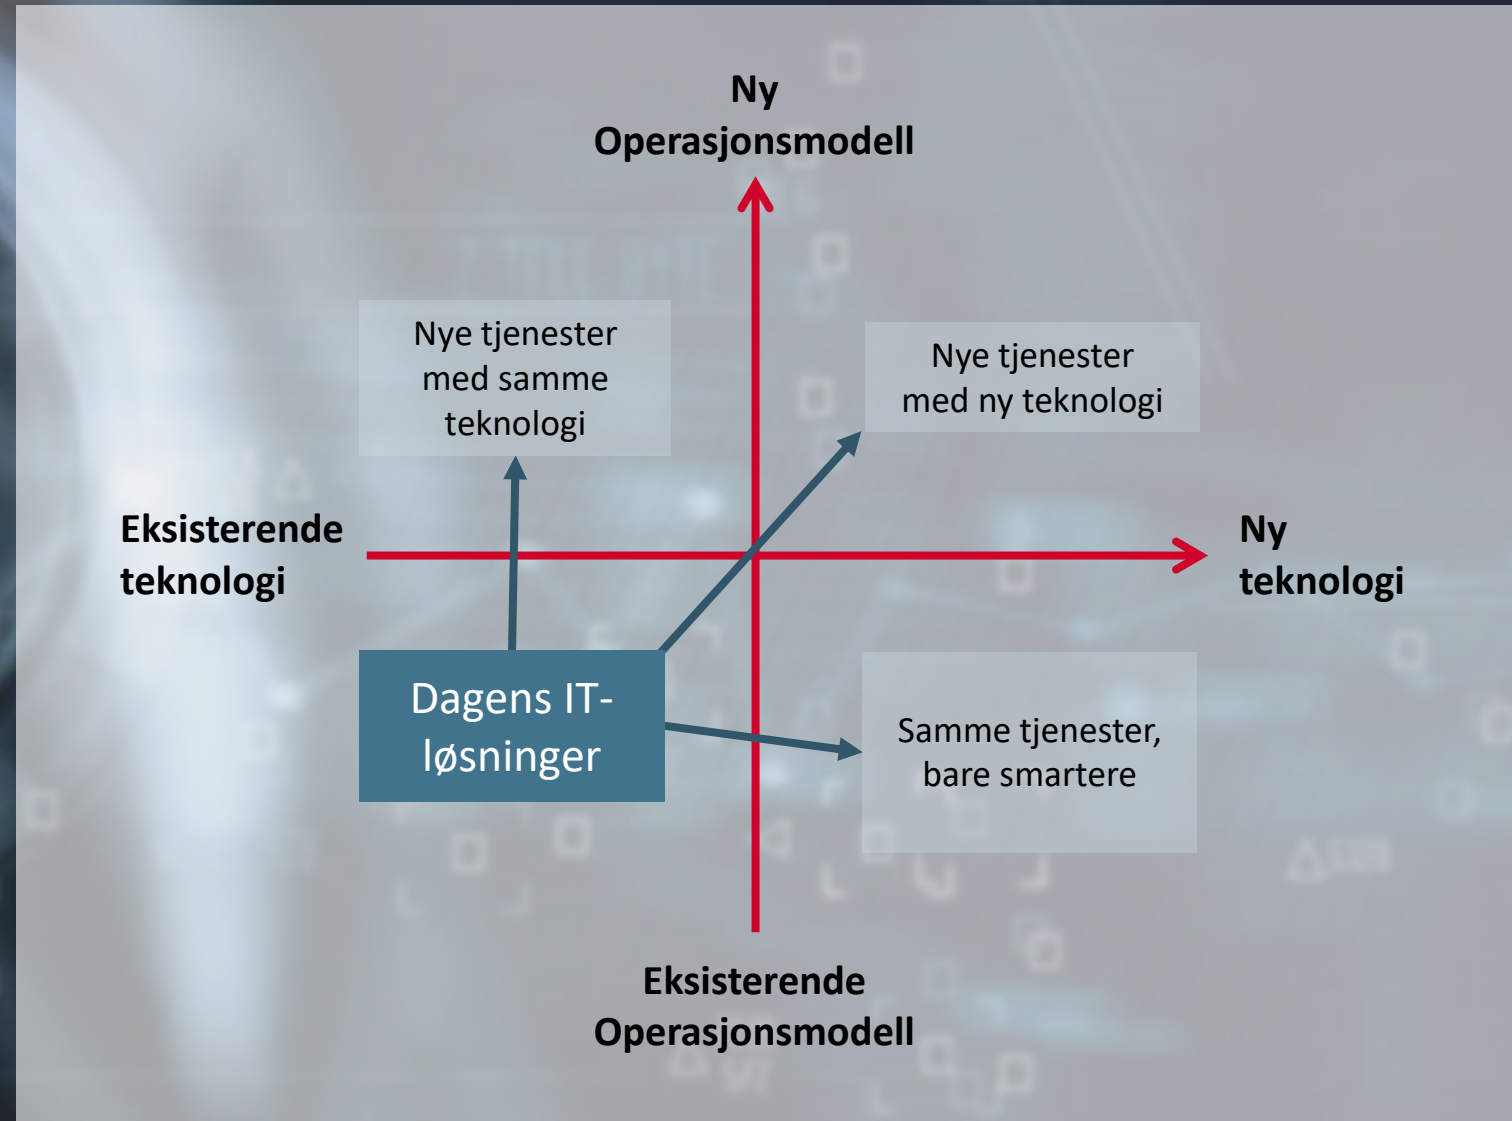 Ny
Operasjonsmodell
Nye tjenester
med samme
teknologi
Nye tjenester
med ny teknologi
Eksisterende
teknologi
Ny
teknologi
Dagens IT-
løsninger
Samme tjenester,
bare smartere
Eksisterende
Operasjonsmodell